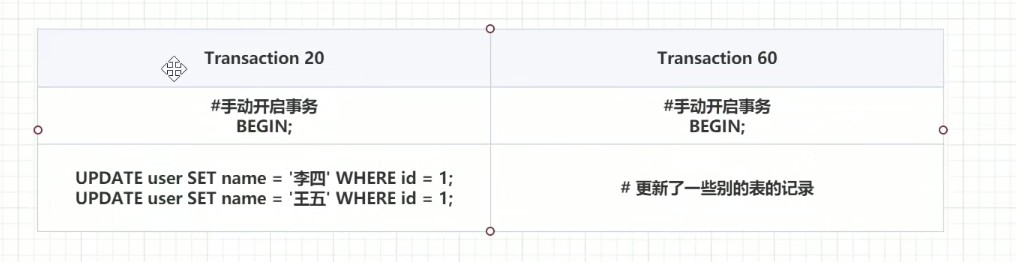 Transaction 20
Transaction 60
#手动开启事务
BEGIN;
#手动开启事务
BEGIN;
UPDATE user SET name = '李四' WHERE id = 1;
UPDATE user SET name = '王五' WHERE id = 1;
# 更新了一些别的表的记录